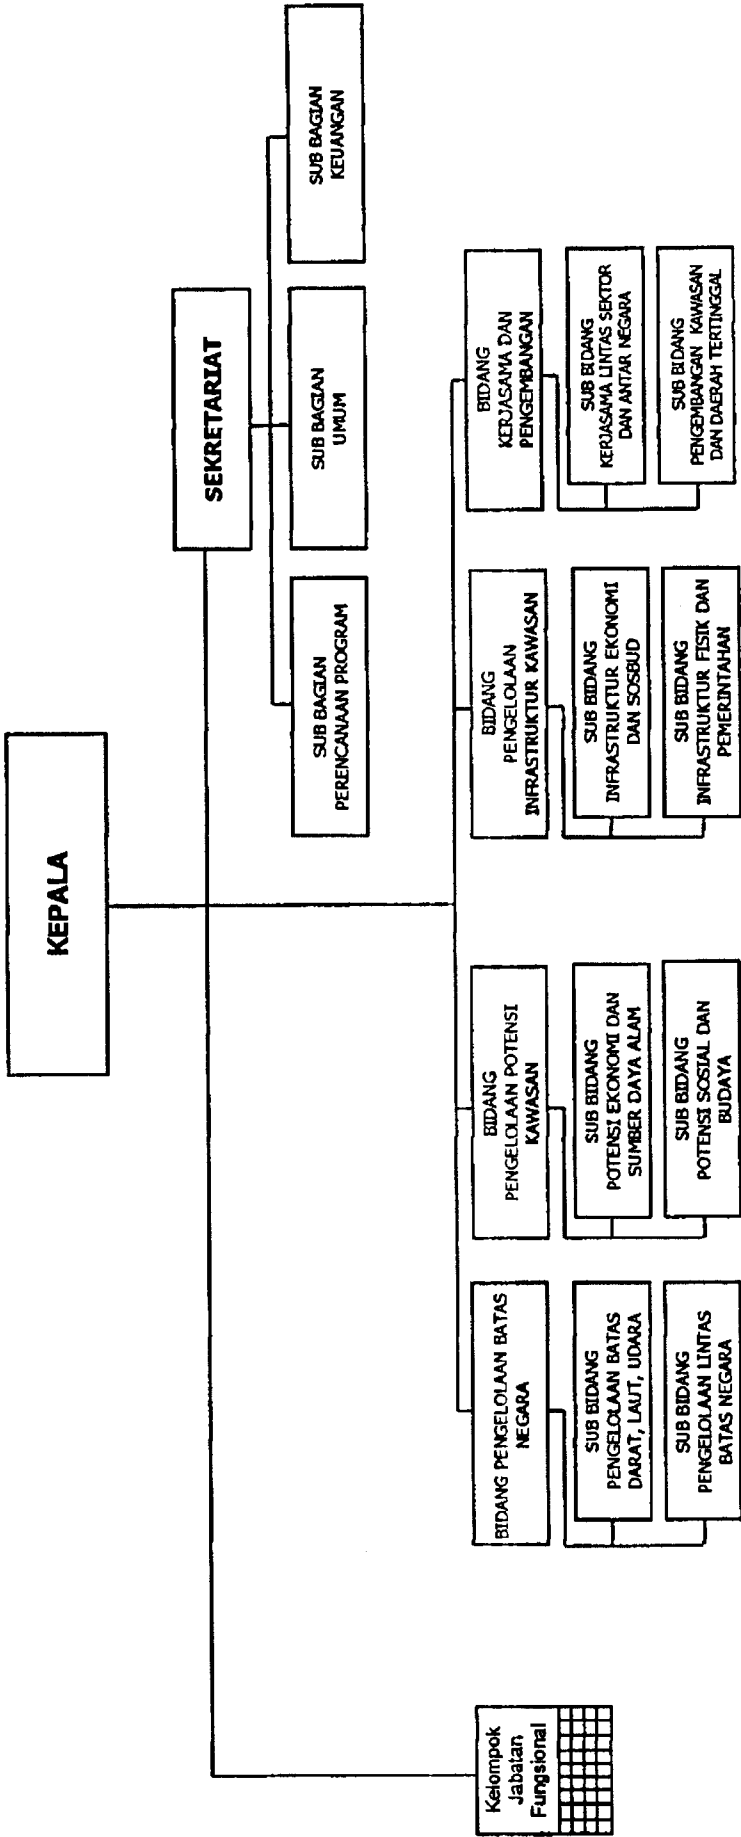 KEPALA
SEKRETARIAT
SUB BAGIAN
PERENCANAAN PROGRAM
SUB BAGIAN
UMUM
SUB BAGIAN
KEUANGAN
Kelompok
Jabatan
Fungsional
BIDANG PENGELOLAAN BATAS
NEGARA
SUB BIDANG
PENGELOLAAN BATAS
DARAT, LAUT, UDARA
SUB BIDANG
PENGELOLAAN LINTAS
BATAS NEGARA
BIDANG
PENGELOLAAN POTENSI
KAWASAN
SUB BIDANG
POTENSI EKONOMI DAN
SUMBER DAYA ALAM
SUB BIDANG
POTENSI SOSIAL DAN
BUDAYA
BIDANG
PENGELOLAAN
INFRASTRUKTUR KAWASAN
SUB BIDANG
INFRASTRUKTUR EKONOMI
DAN SOSBUD
SUB BIDANG
INFRASTRUKTUR FISIK DAN
PEMERINTAHAN
BIDANG
KERJASAMA DAN
PENGEMBANGAN
SUB BIDANG
KERJASAMA LINTAS SEKTOR
DAN ANTAR NEGARA
SUB BIDANG
PENGEMBANGAN KAWASAN
DAN DAERAH TERTINGGAL